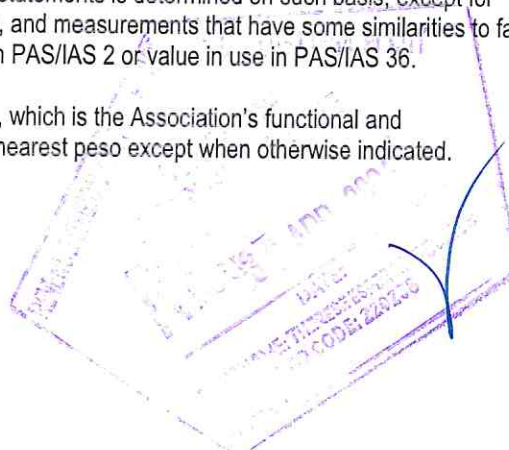 statements is determined on such basis, except for
, and measurements that have some similarities to fa
n PAS/IAS 2 or value in use in PAS/IAS 36.
, which is the Association's functional and
nearest peso except when otherwise indicated.
DATE:
CODE: